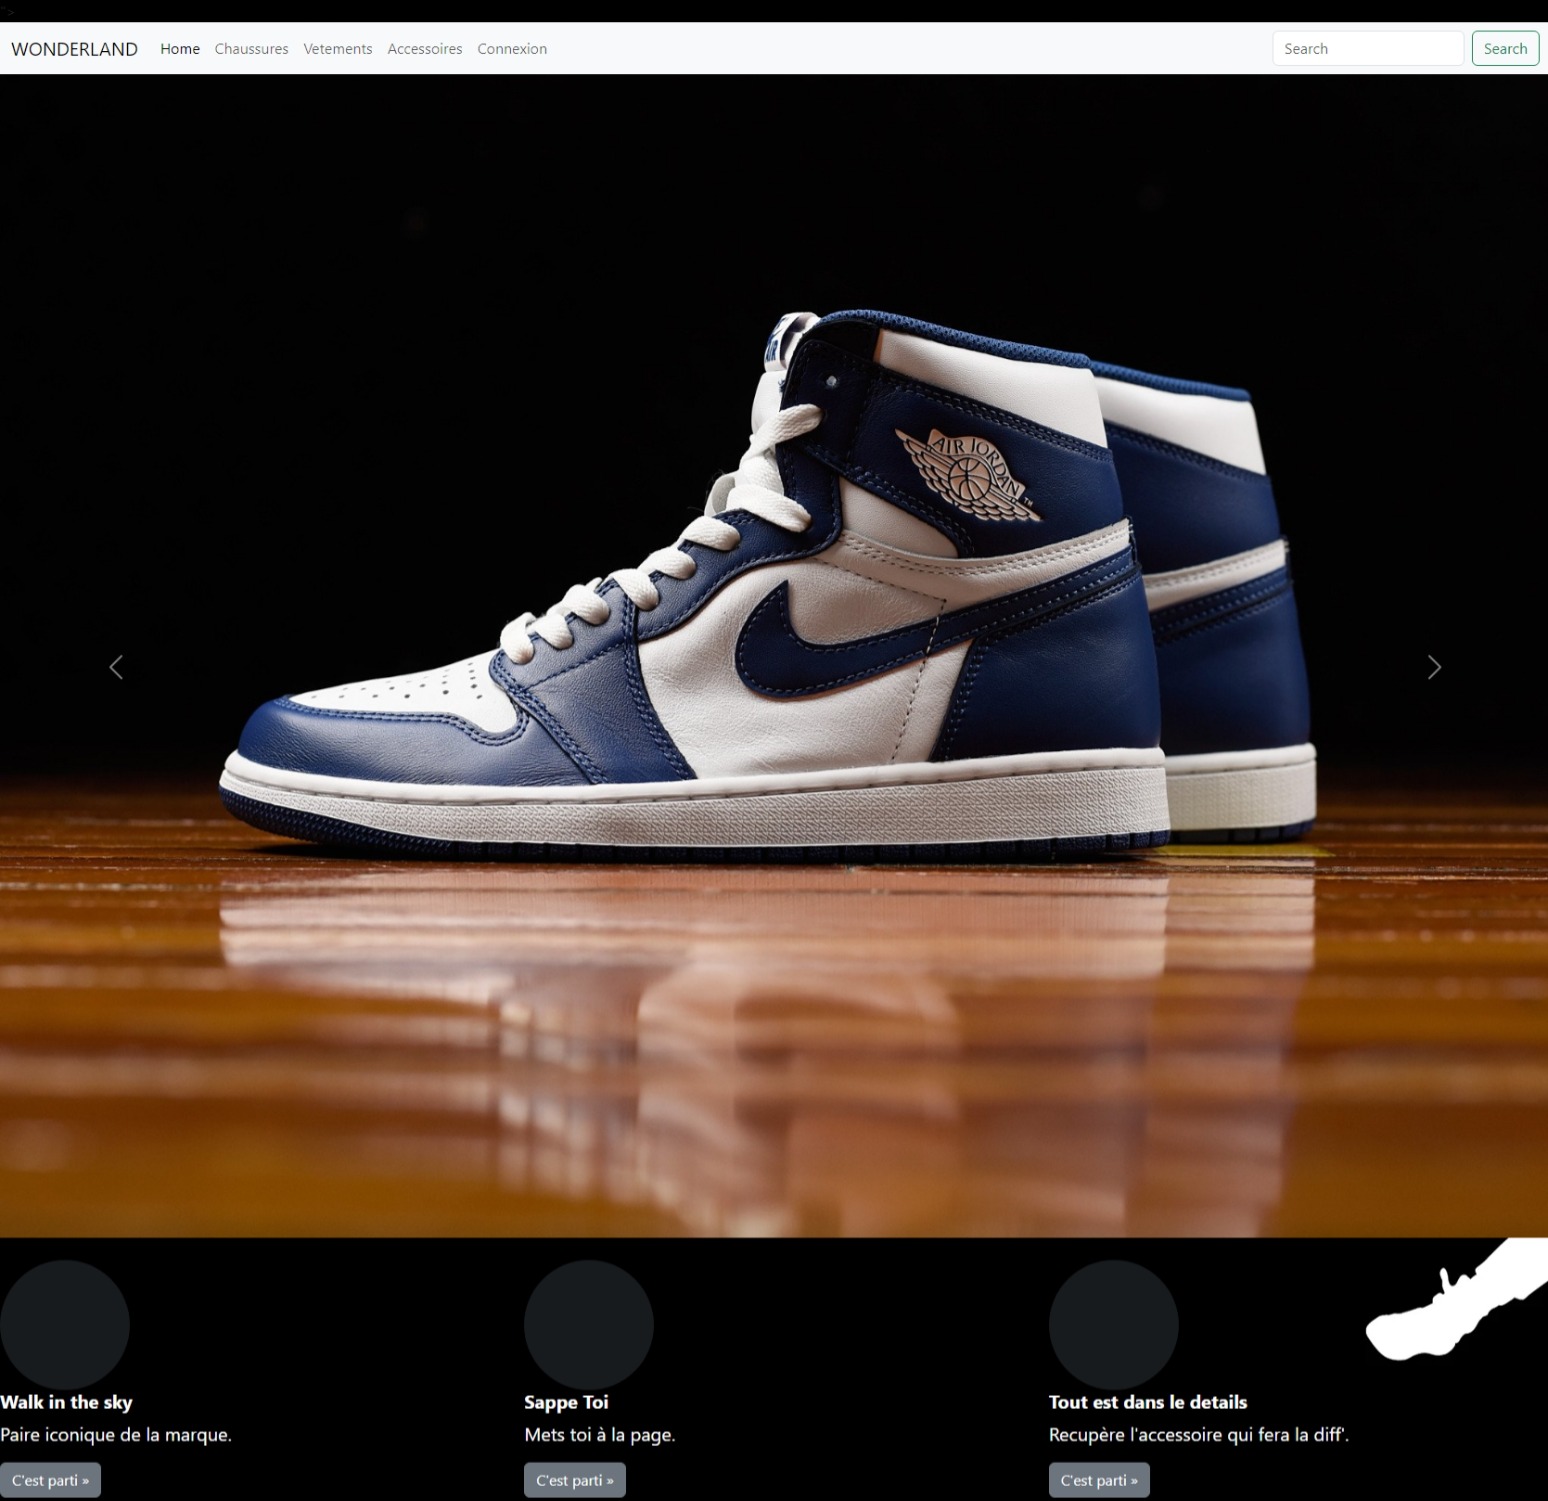 ">
WONDERLAND Home Chaussures Vetements Accessoires Connexion Search Search
AIR JORDAN
TM
Walk in the sky
Paire iconique de la marque.
C'est parti »
Sappe Toi
Mets toi à la page.
C'est parti »
Tout est dans le details
Recupère l'accessoire qui fera la diff'.
C'est parti »